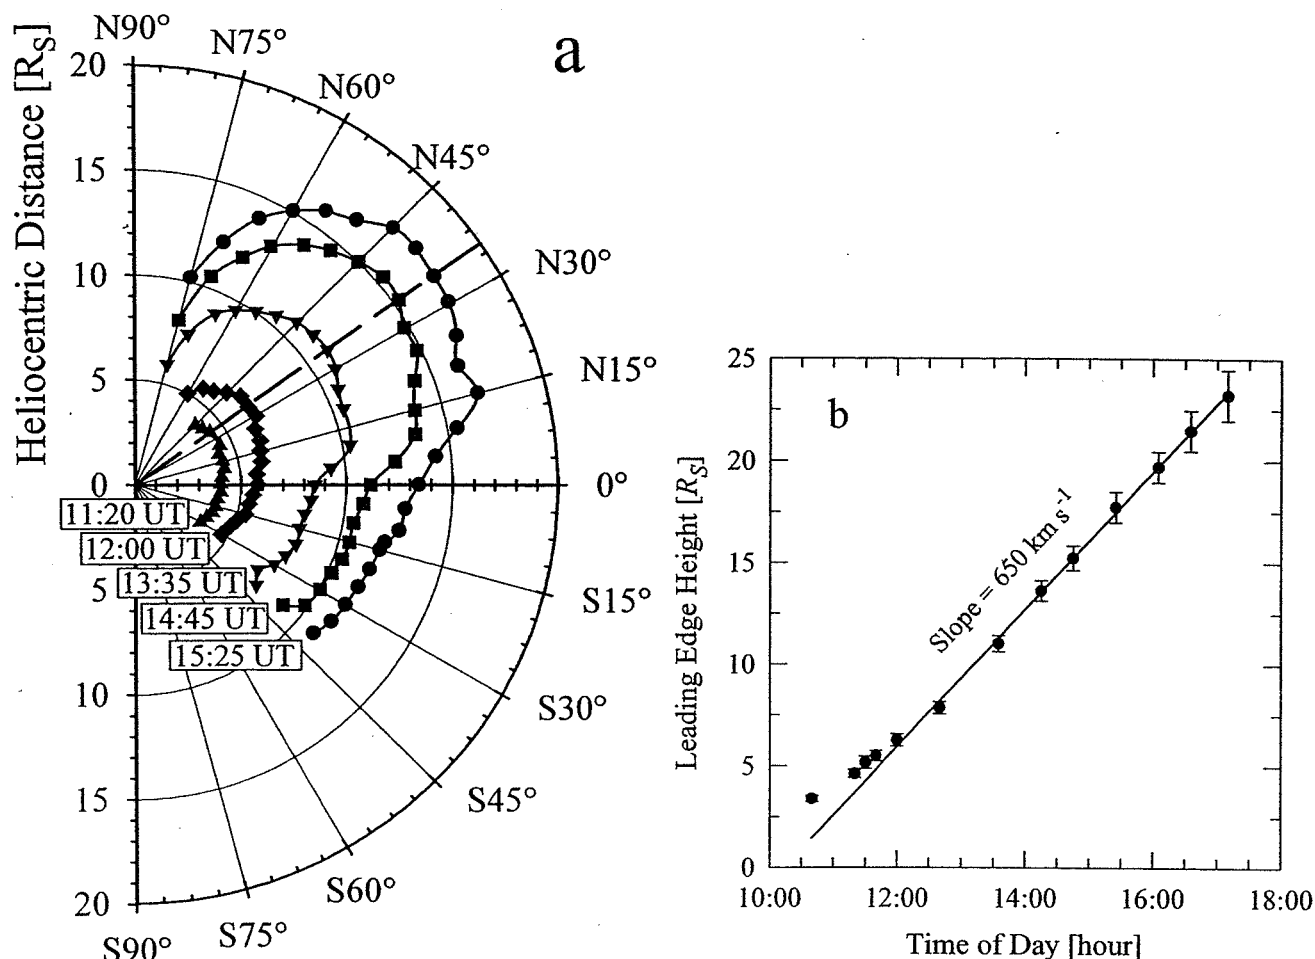 a
Heliocentric Distance [R_S]
N90°
N75°
N60°
N45°
N30°
N15°
0°
S15°
S30°
S45°
S60°
S75°
S90°
20
15
10
5
0
5
10
15
20
11:20 UT
12:00 UT
13:35 UT
14:45 UT
15:25 UT
b
Leading Edge Height [R_S]
25
20
15
10
5
0
Slope = 650 km s^-1
10:00 12:00 14:00 16:00 18:00
Time of Day [hour]